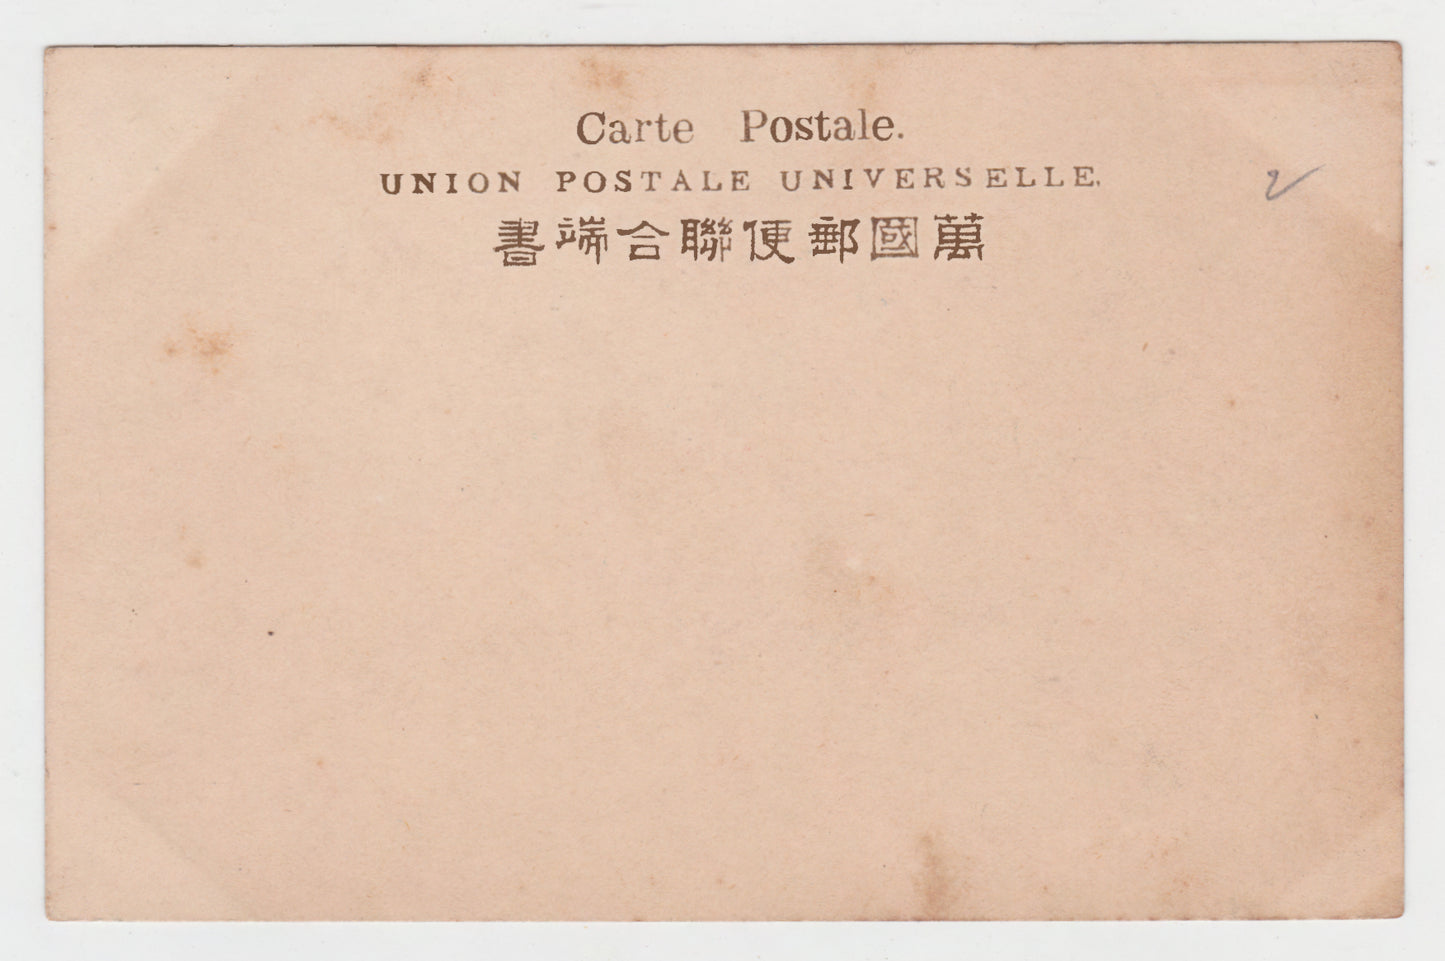 Carte Postale.
UNION POSTALE UNIVERSELLE.
萬國郵便聯合端書